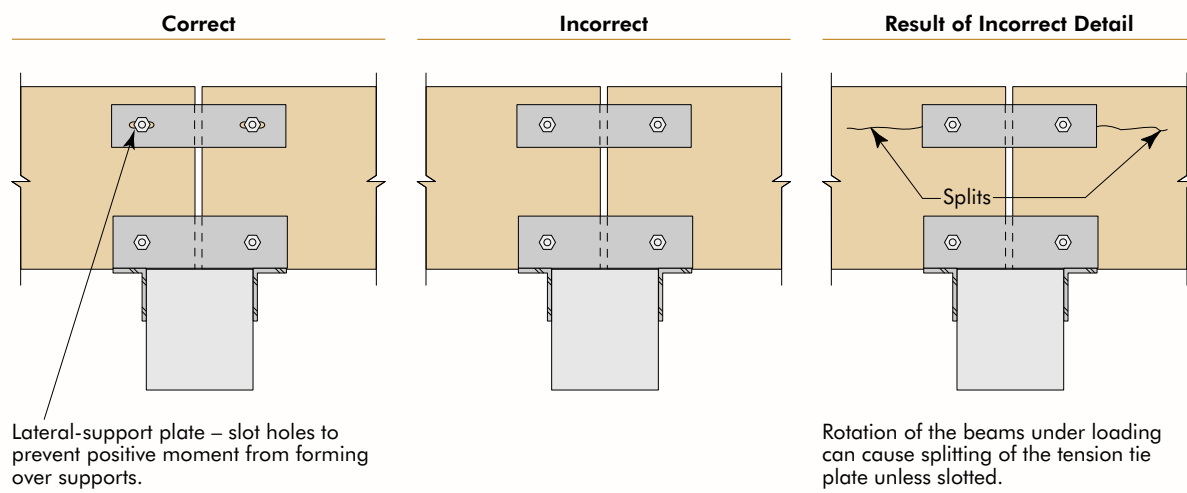 Correct
Incorrect
Result of Incorrect Detail
Splits
Lateral-support plate – slot holes to
prevent positive moment from forming
over supports.
Rotation of the beams under loading
can cause splitting of the tension tie
plate unless slotted.